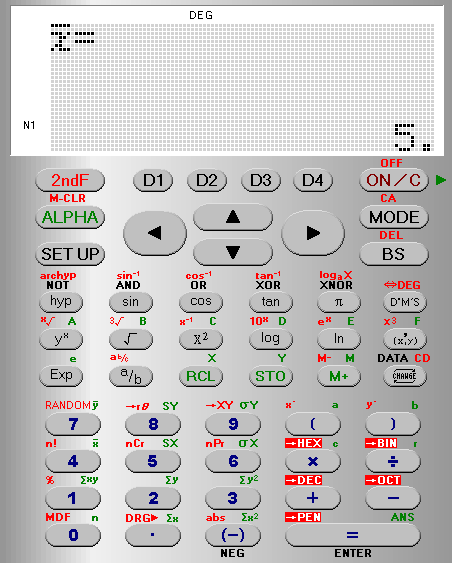 DEG
x̄=
N1
5.
OFF
2ndF D1 D2 D3 D4 ON/C
M-CLR CA
ALPHA MODE
DEL
SET UP BS
archyp sin⁻¹ cos⁻¹ tan⁻¹ logₐX ⇔DEG
NOT AND OR XOR XNOR
hyp sin cos tan π D°M'S
ˣ√ A ³√ B x⁻¹ C 10ˣ D eˣ E x³ F
yˣ √ X² log ln (x,y)
e ab/c X Y M- M DATA CD
Exp a/b RCL STO M+ CHANGE
RANDOM ȳ →rθ SY →XY σY x' a y' b
7 8 9 ( )
n! x̄ nCr SX nPr σX →HEX c →BIN r
4 5 6 × ÷
% Σxy Σy Σy² →DEC →OCT
1 2 3 + −
MDF n DRG▶ Σx abs Σx² →PEN ANS
0 · (−) =
NEG ENTER